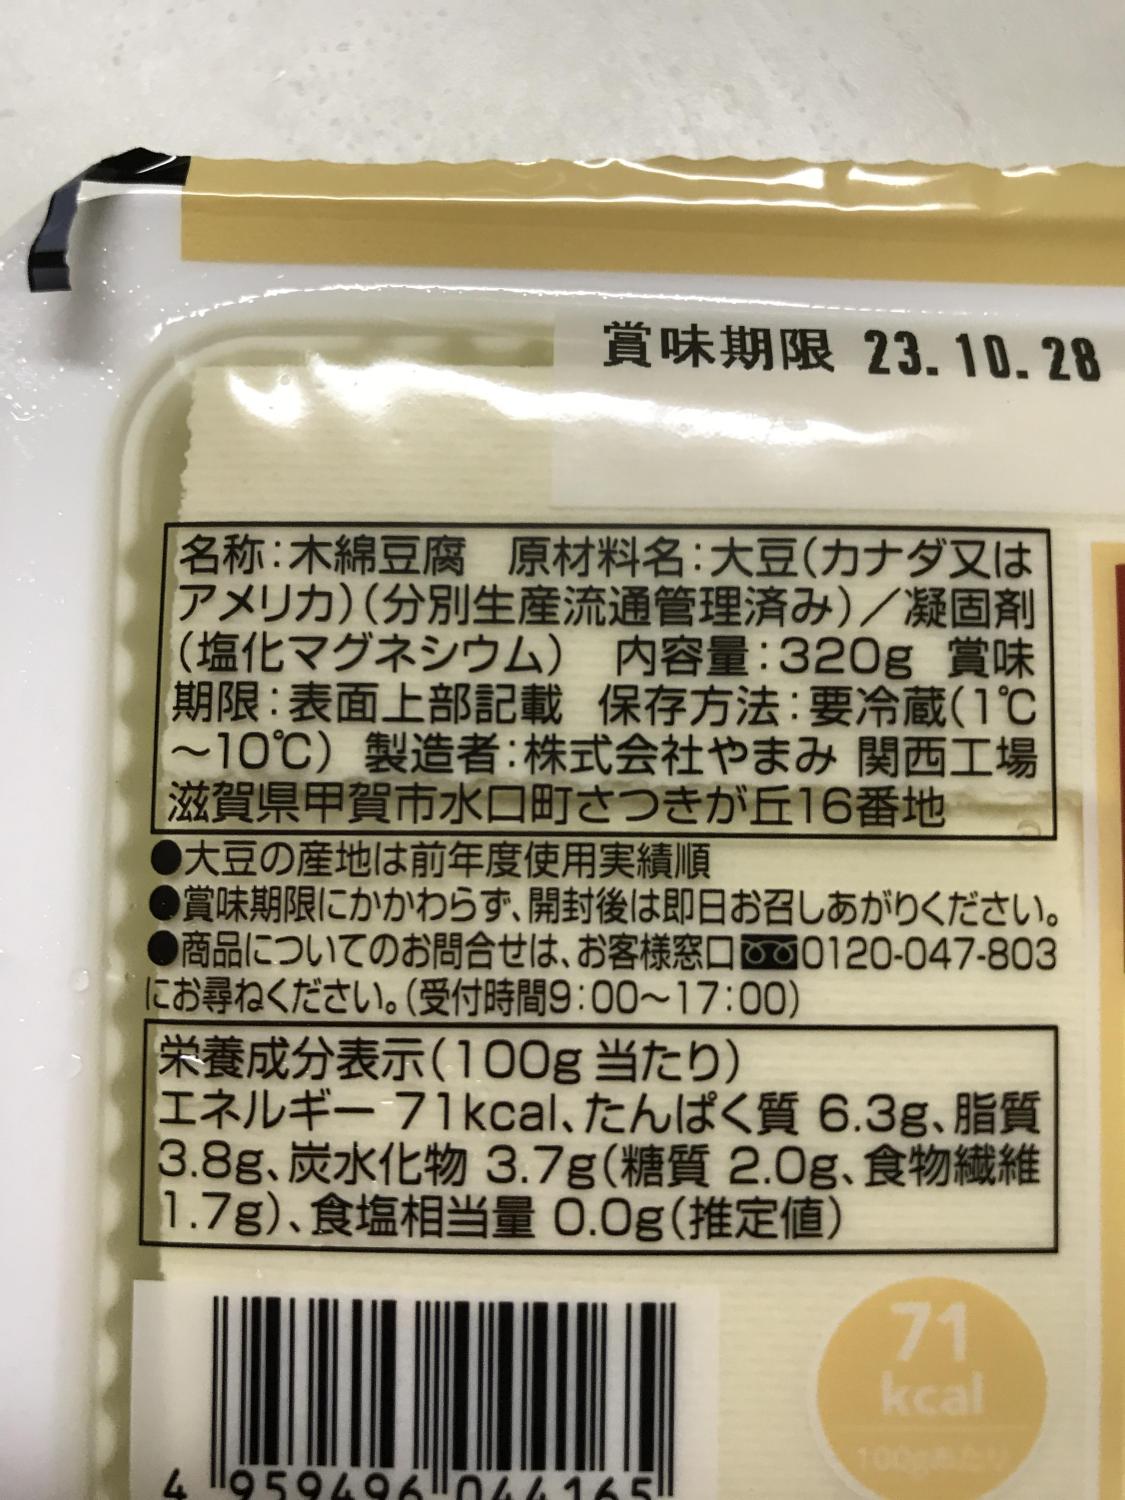 賞味期限 23.10.28
名称:木綿豆腐 原材料名:大豆(カナダ又は
アメリカ)(分別生産流通管理済み)/凝固剤
(塩化マグネシウム) 内容量:320g 賞味
期限:表面上部記載 保存方法:要冷蔵(1℃
~10℃) 製造者:株式会社やまみ 関西工場
滋賀県甲賀市水口町さつきが丘16番地
●大豆の産地は前年度使用実績順
●賞味期限にかかわらず、開封後は即日お召しあがりください。
●商品についてのお問合せは、お客様窓口0120-047-803
にお尋ねください。(受付時間9:00~17:00)
栄養成分表示(100g 当たり)
エネルギー 71kcal、たんぱく質 6.3g、脂質
3.8g、炭水化物 3.7g(糖質 2.0g、食物繊維
1.7g)、食塩相当量 0.0g(推定値)
71
kcal
100gあたり
4 959496 044165